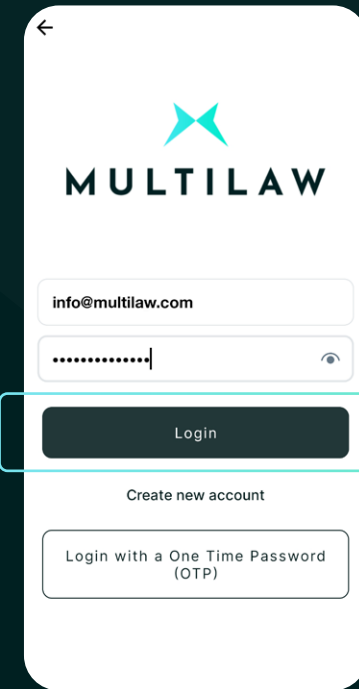 MULTILAW
info@multilaw.com
••••••••••••••
Login
Create new account
Login with a One Time Password
(OTP)